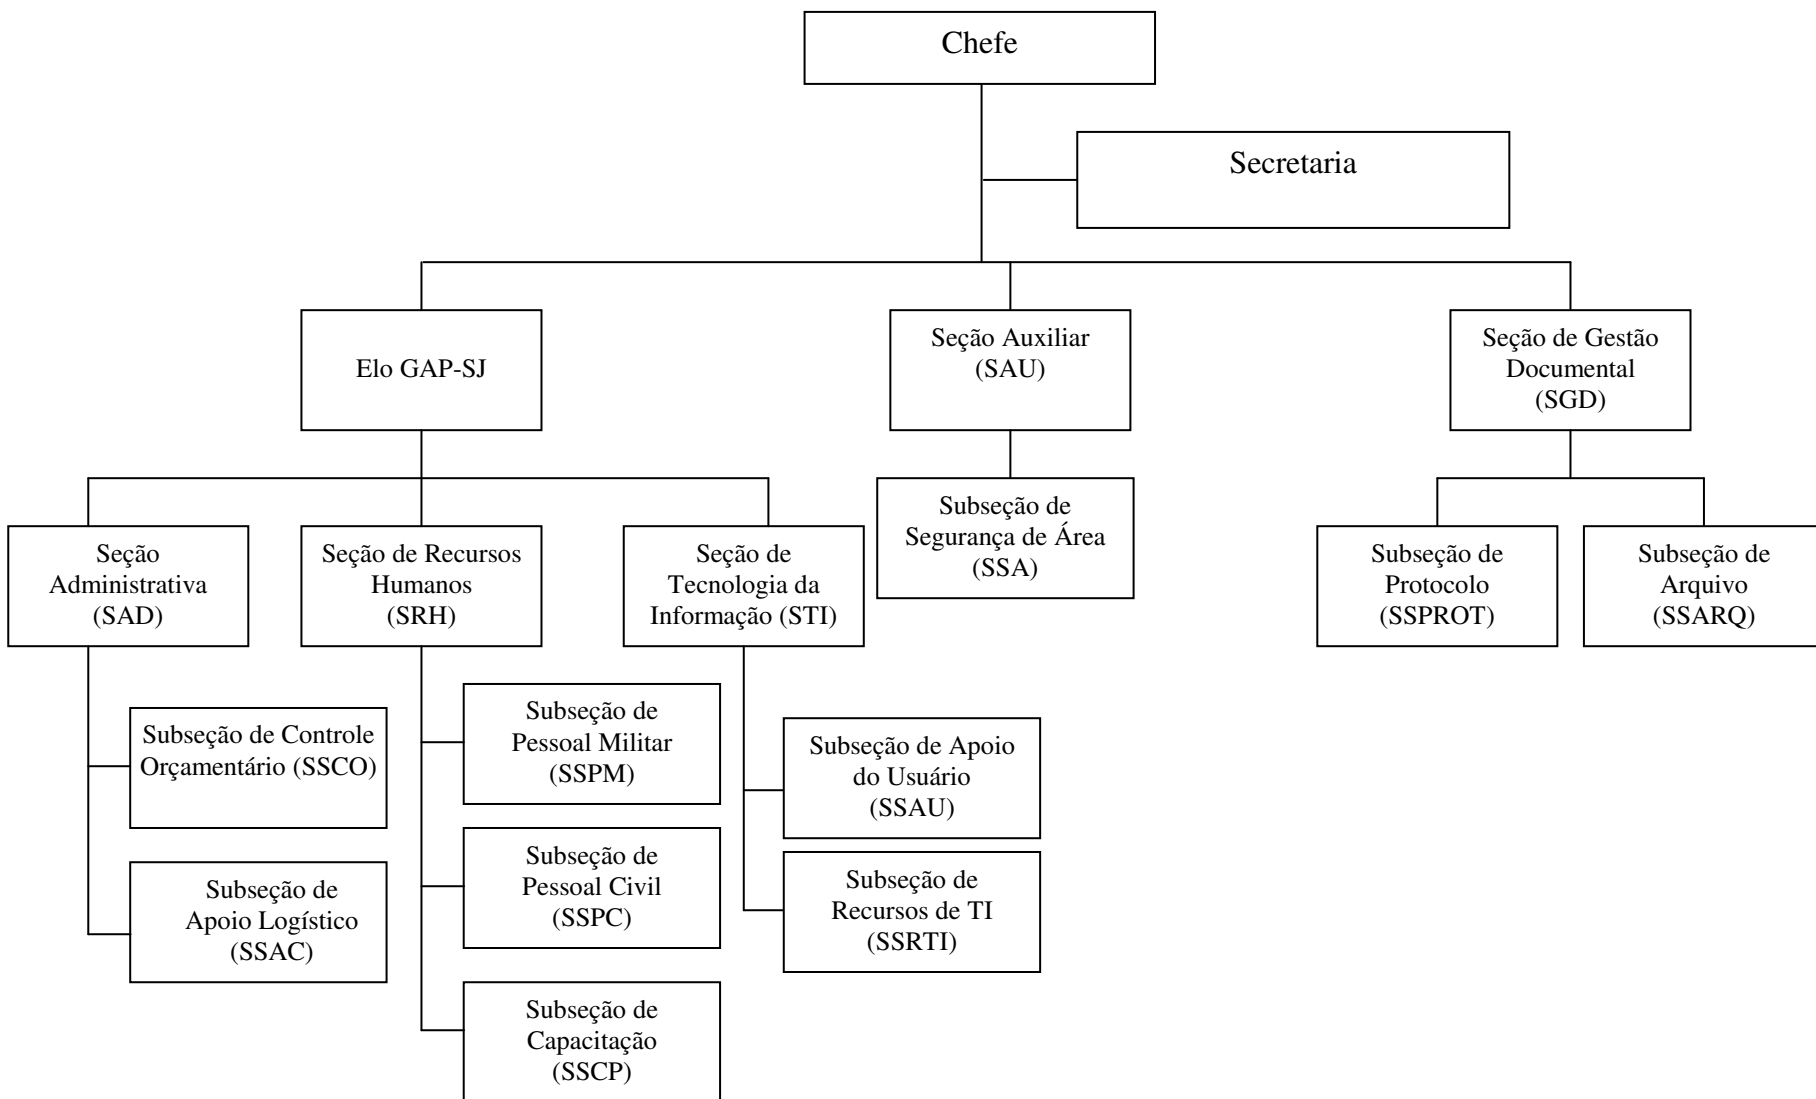 Chefe
Secretaria
Elo GAP-SJ
Seção Auxiliar
(SAU)
Seção de Gestão
Documental
(SGD)
Seção
Administrativa
(SAD)
Seção de Recursos
Humanos
(SRH)
Seção de
Tecnologia da
Informação (STI)
Subseção de
Segurança de Área
(SSA)
Subseção de
Protocolo
(SSPROT)
Subseção de
Arquivo
(SSARQ)
Subseção de Controle
Orçamentário (SSCO)
Subseção de
Apoio Logístico
(SSAC)
Subseção de
Pessoal Militar
(SSPM)
Subseção de
Pessoal Civil
(SSPC)
Subseção de
Capacitação
(SSCP)
Subseção de Apoio
do Usuário
(SSAU)
Subseção de
Recursos de TI
(SSRTI)